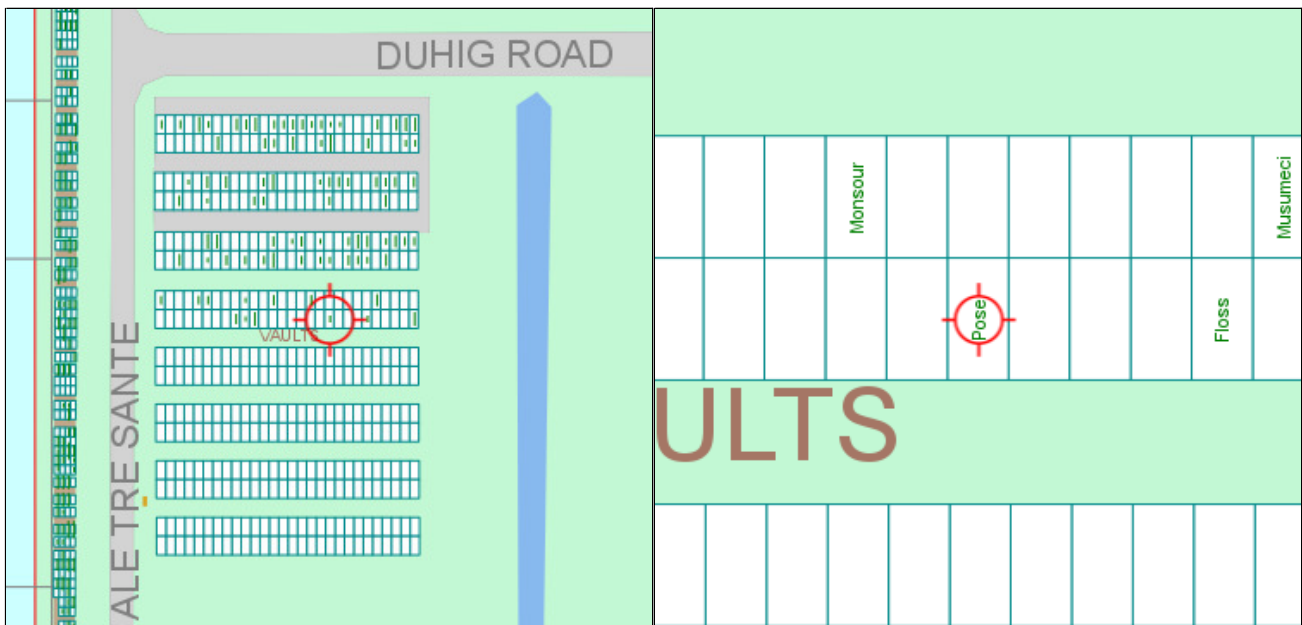 DUHIG ROAD
VAULTS
ALE TRE SANTE
Monsour
Musumeci
Pose
Floss
ULTS